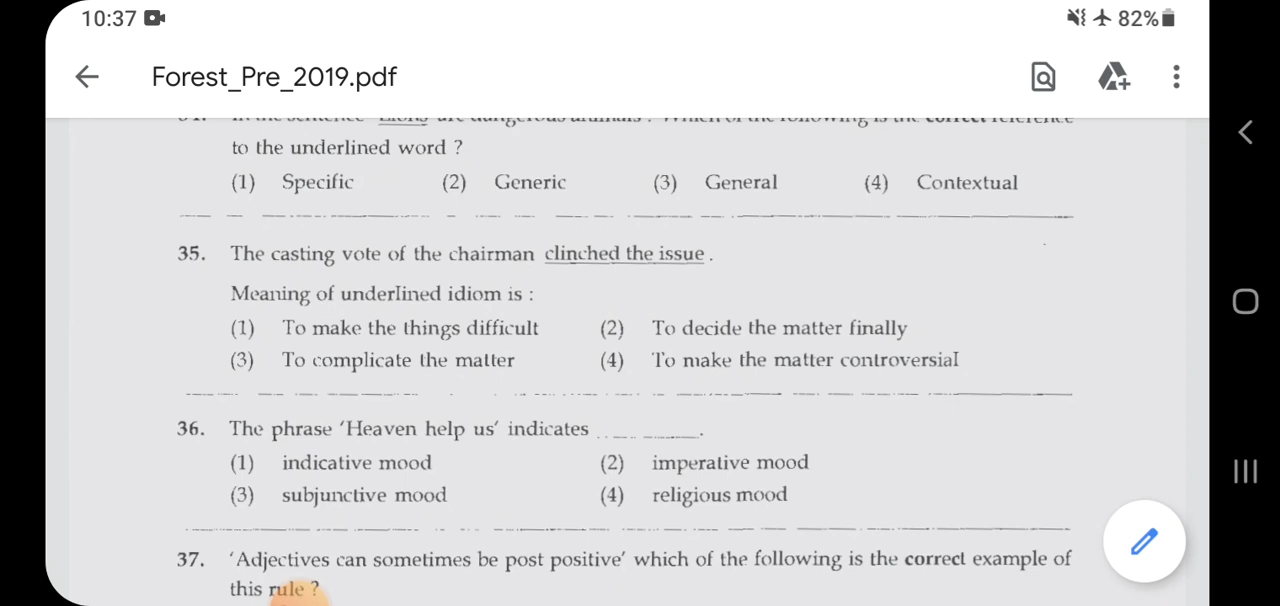 10:37 82%
Forest_Pre_2019.pdf
to the underlined word ?
(1) Specific (2) Generic (3) General (4) Contextual
35. The casting vote of the chairman clinched the issue .
Meaning of underlined idiom is :
(1) To make the things difficult (2) To decide the matter finally
(3) To complicate the matter (4) To make the matter controversial
36. The phrase ‘Heaven help us’ indicates __________.
(1) indicative mood (2) imperative mood
(3) subjunctive mood (4) religious mood
37. ‘Adjectives can sometimes be post positive’ which of the following is the correct example of
this rule ?